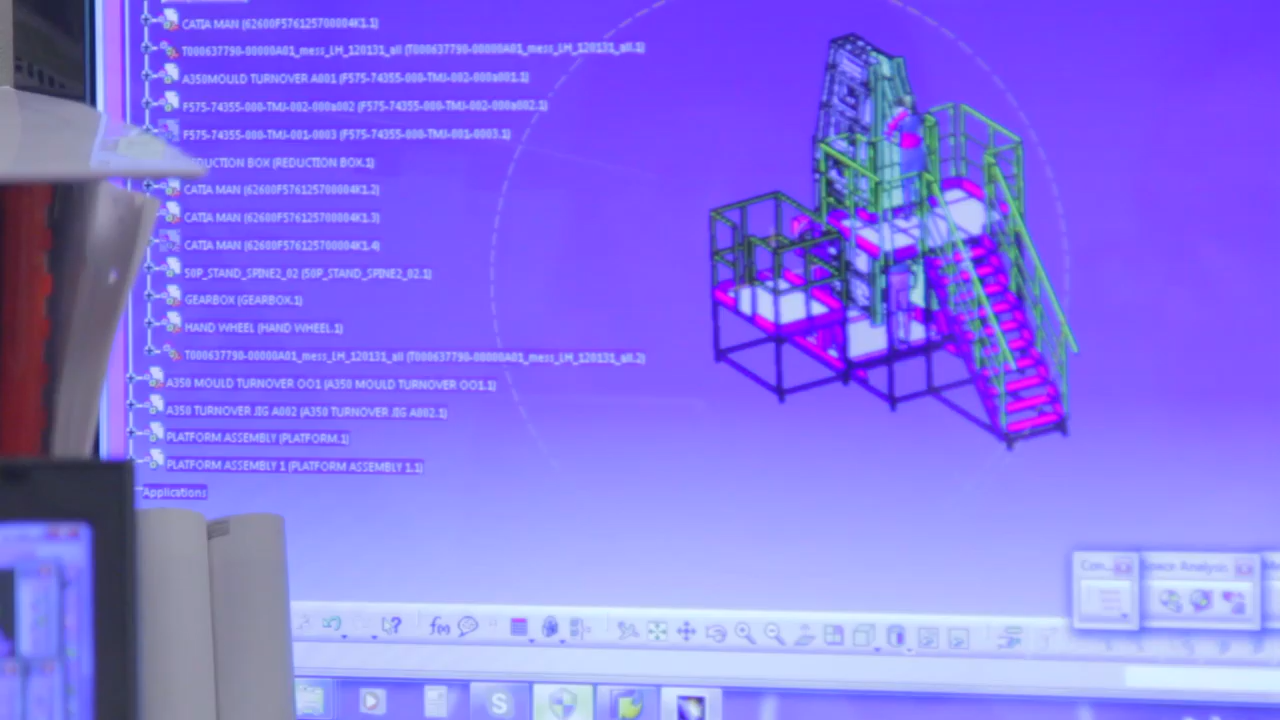 CATIA MAN (62600F576125700004K1.1)
T000637790-00000A01_mess_LH_120131_all (T000637790-00000A01_mess_LH_120131_all.1)
A350MOULD TURNOVER A001 (F575-74355-000-TMJ-002-000a001.1)
F575-74355-000-TMJ-002-000a002 (F575-74355-000-TMJ-002-000a002.1)
F575-74355-000-TMJ-001-0003 (F575-74355-000-TMJ-001-0003.1)
EDUCTION BOX (REDUCTION BOX.1)
CATIA MAN (62600F576125700004K1.2)
CATIA MAN (62600F576125700004K1.3)
CATIA MAN (62600F576125700004K1.4)
50P_STAND_SPINE2_02 (50P_STAND_SPINE2_02.1)
GEARBOX (GEARBOX.1)
HAND WHEEL (HAND WHEEL.1)
T000637790-00000A01_mess_LH_120131_all (T000637790-00000A01_mess_LH_120131_all.2)
A350 MOULD TURNOVER OO1 (A350 MOULD TURNOVER OO1.1)
A350 TURNOVER JIG A002 (A350 TURNOVER JIG A002.1)
PLATFORM ASSEMBLY (PLATFORM.1)
PLATFORM ASSEMBLY 1 (PLATFORM ASSEMBLY 1.1)
Applications
Con... Space Analysis
f(x)
S